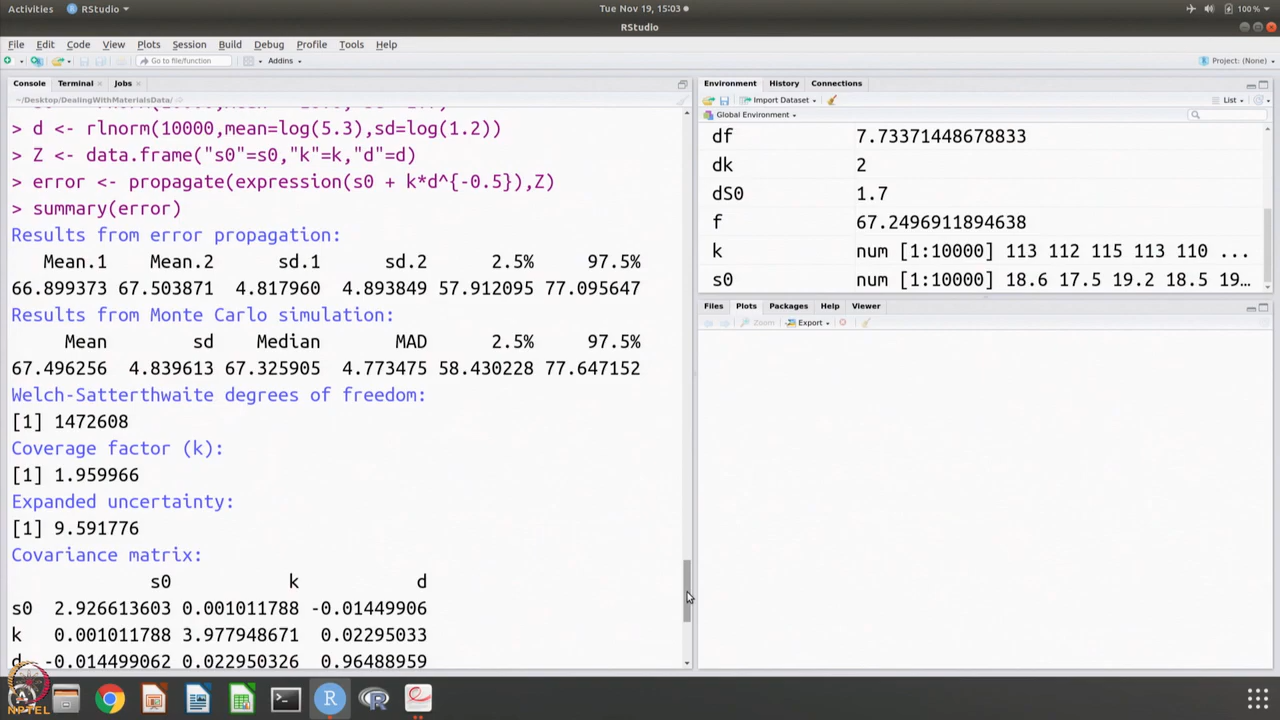 Activities RStudio Tue Nov 19, 15:03 100%
RStudio
File Edit Code View Plots Session Build Debug Profile Tools Help
Go to file/function Addins Project: (None)
Console Terminal Jobs
~/Desktop/DealingWithMaterialsData/
> d <- rlnorm(10000,mean=log(5.3),sd=log(1.2))
> Z <- data.frame("s0"=s0,"k"=k,"d"=d)
> error <- propagate(expression(s0 + k*d^{-0.5}),Z)
> summary(error)
Results from error propagation:
Mean.1 Mean.2 sd.1 sd.2 2.5% 97.5%
66.899373 67.503871 4.817960 4.893849 57.912095 77.095647
Results from Monte Carlo simulation:
Mean sd Median MAD 2.5% 97.5%
67.496256 4.839613 67.325905 4.773475 58.430228 77.647152
Welch-Satterthwaite degrees of freedom:
[1] 1472608
Coverage factor (k):
[1] 1.959966
Expanded uncertainty:
[1] 9.591776
Covariance matrix:
s0 k d
s0 2.926613603 0.001011788 -0.01449906
k 0.001011788 3.977948671 0.02295033
d -0.014499062 0.022950326 0.96488959
Environment History Connections
Import Dataset List
Global Environment
df 7.73371448678833
dk 2
dS0 1.7
f 67.2496911894638
k num [1:10000] 113 112 115 113 110 ...
s0 num [1:10000] 18.6 17.5 19.2 18.5 19…
Files Plots Packages Help Viewer
Zoom Export
NPTEL